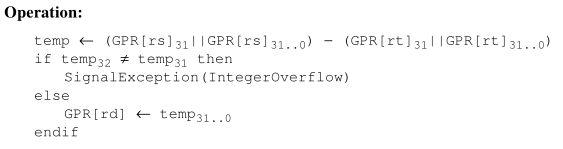 Operation:
temp ← (GPR[rs]31||GPR[rs]31..0) − (GPR[rt]31||GPR[rt]31..0)
if temp32 ≠ temp31 then
SignalException(IntegerOverflow)
else
GPR[rd] ← temp31..0
endif